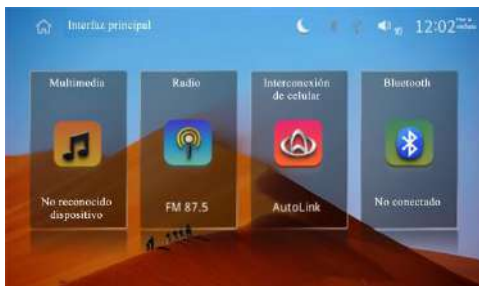 Interfaz principal
10
12:02
Multimedia
Radio
Interconexión
de celular
Bluetooth
No reconocido
dispositivo
FM 87.5
AutoLink
No conectado